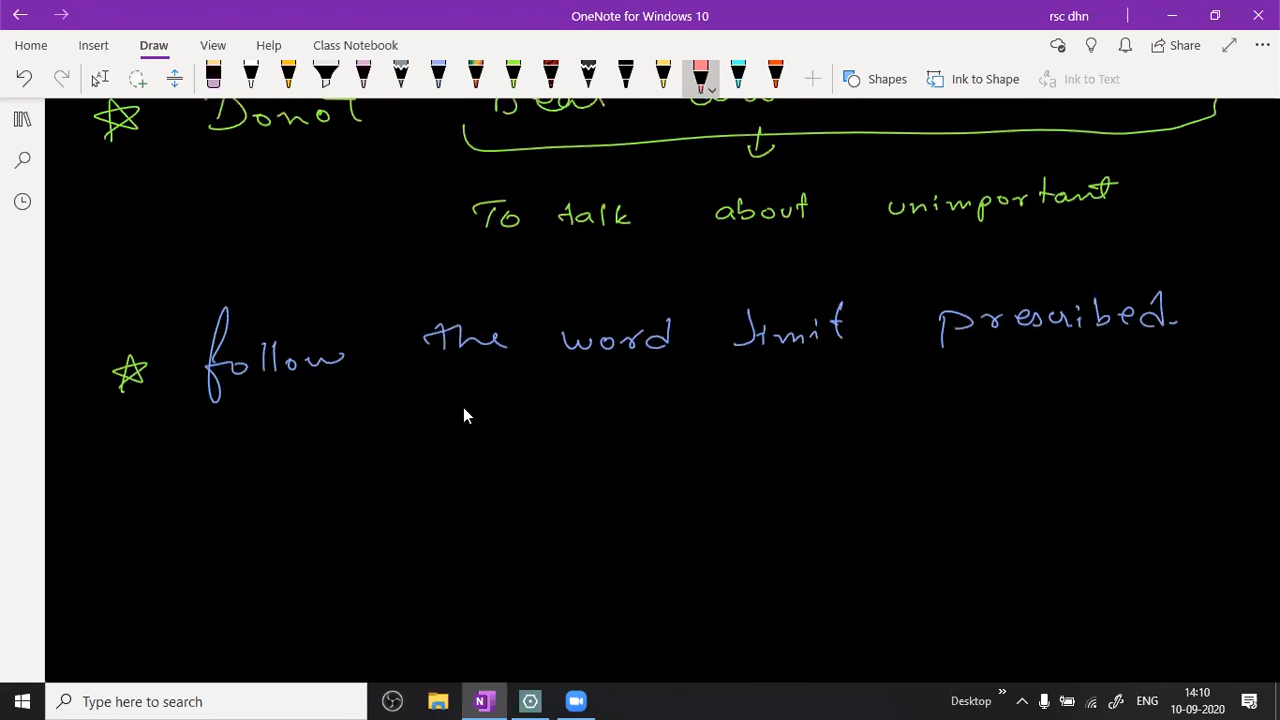 OneNote for Windows 10
rsc dhn
Home Insert Draw View Help Class Notebook
Share
Shapes Ink to Shape Ink to Text
Donot
To talk about unimportant
follow the word limit prescribed.
Type here to search
Desktop
ENG
14:10
10-09-2020